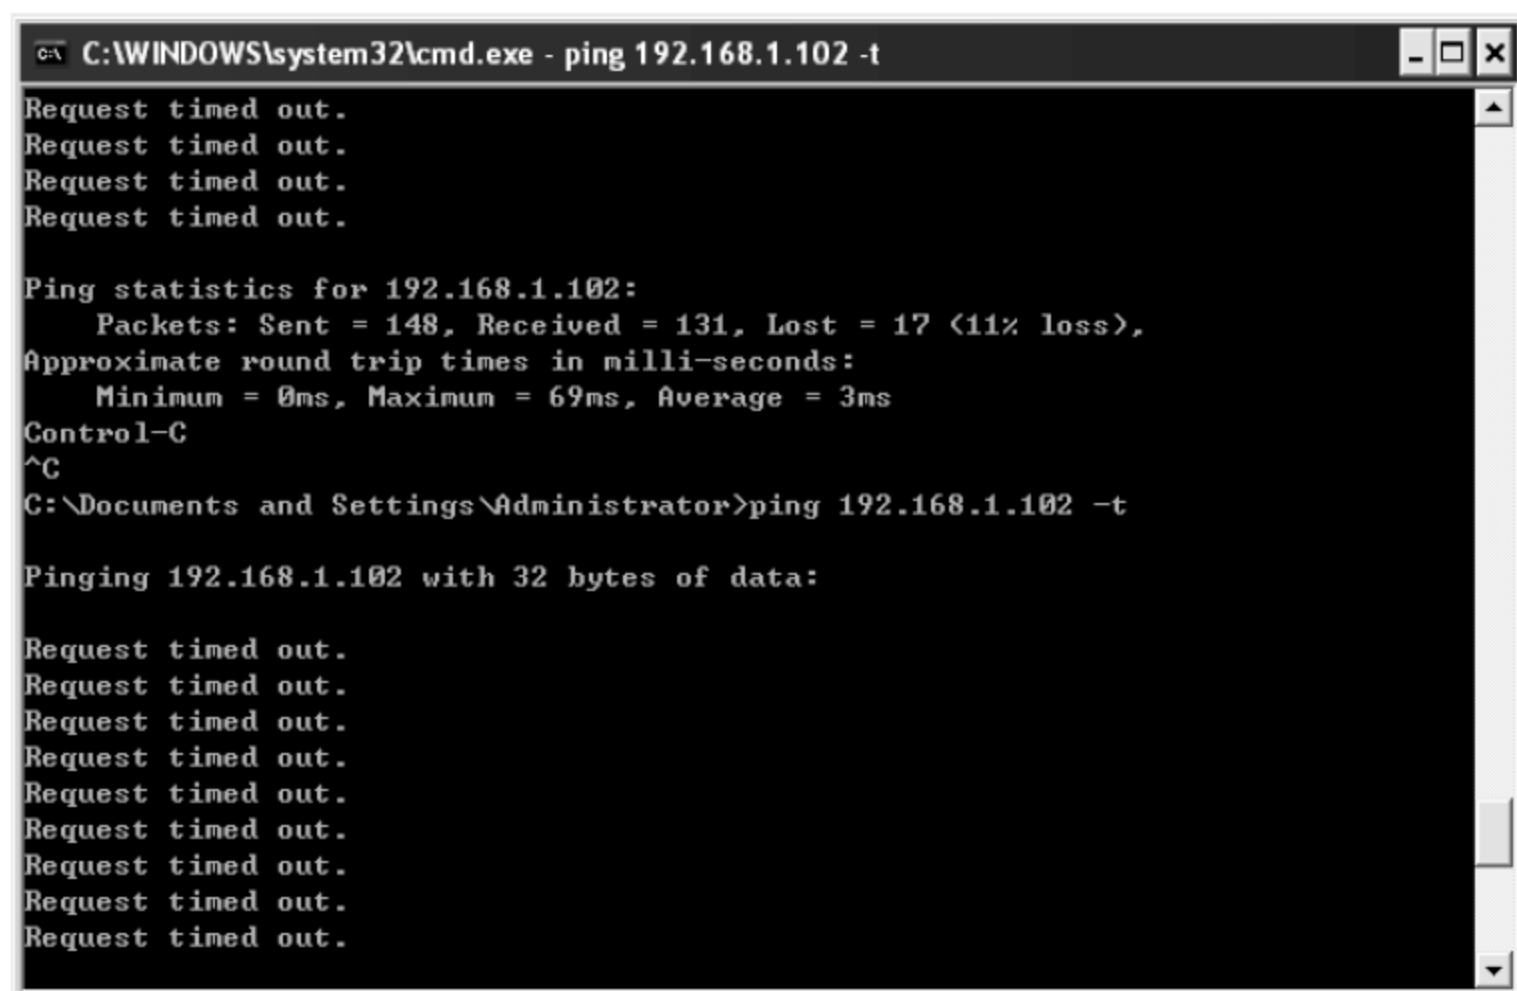 C:\WINDOWS\system32\cmd.exe - ping 192.168.1.102 -t
Request timed out.
Request timed out.
Request timed out.
Request timed out.
Ping statistics for 192.168.1.102:
Packets: Sent = 148, Received = 131, Lost = 17 (11% loss),
Approximate round trip times in milli-seconds:
Minimum = 0ms, Maximum = 69ms, Average = 3ms
Control-C
^C
C:\Documents and Settings\Administrator>ping 192.168.1.102 -t
Pinging 192.168.1.102 with 32 bytes of data:
Request timed out.
Request timed out.
Request timed out.
Request timed out.
Request timed out.
Request timed out.
Request timed out.
Request timed out.
Request timed out.